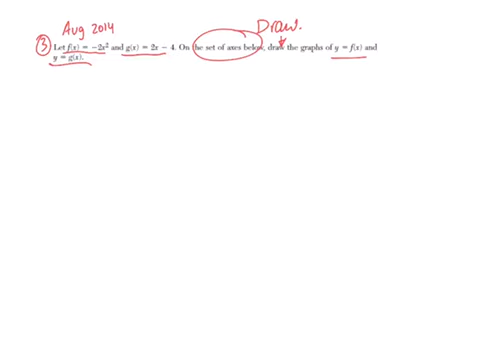 Aug 2014
Draw.
③ Let f(x) = −2x² and g(x) = 2x − 4. On the set of axes below, draw the graphs of y = f(x) and
y = g(x).